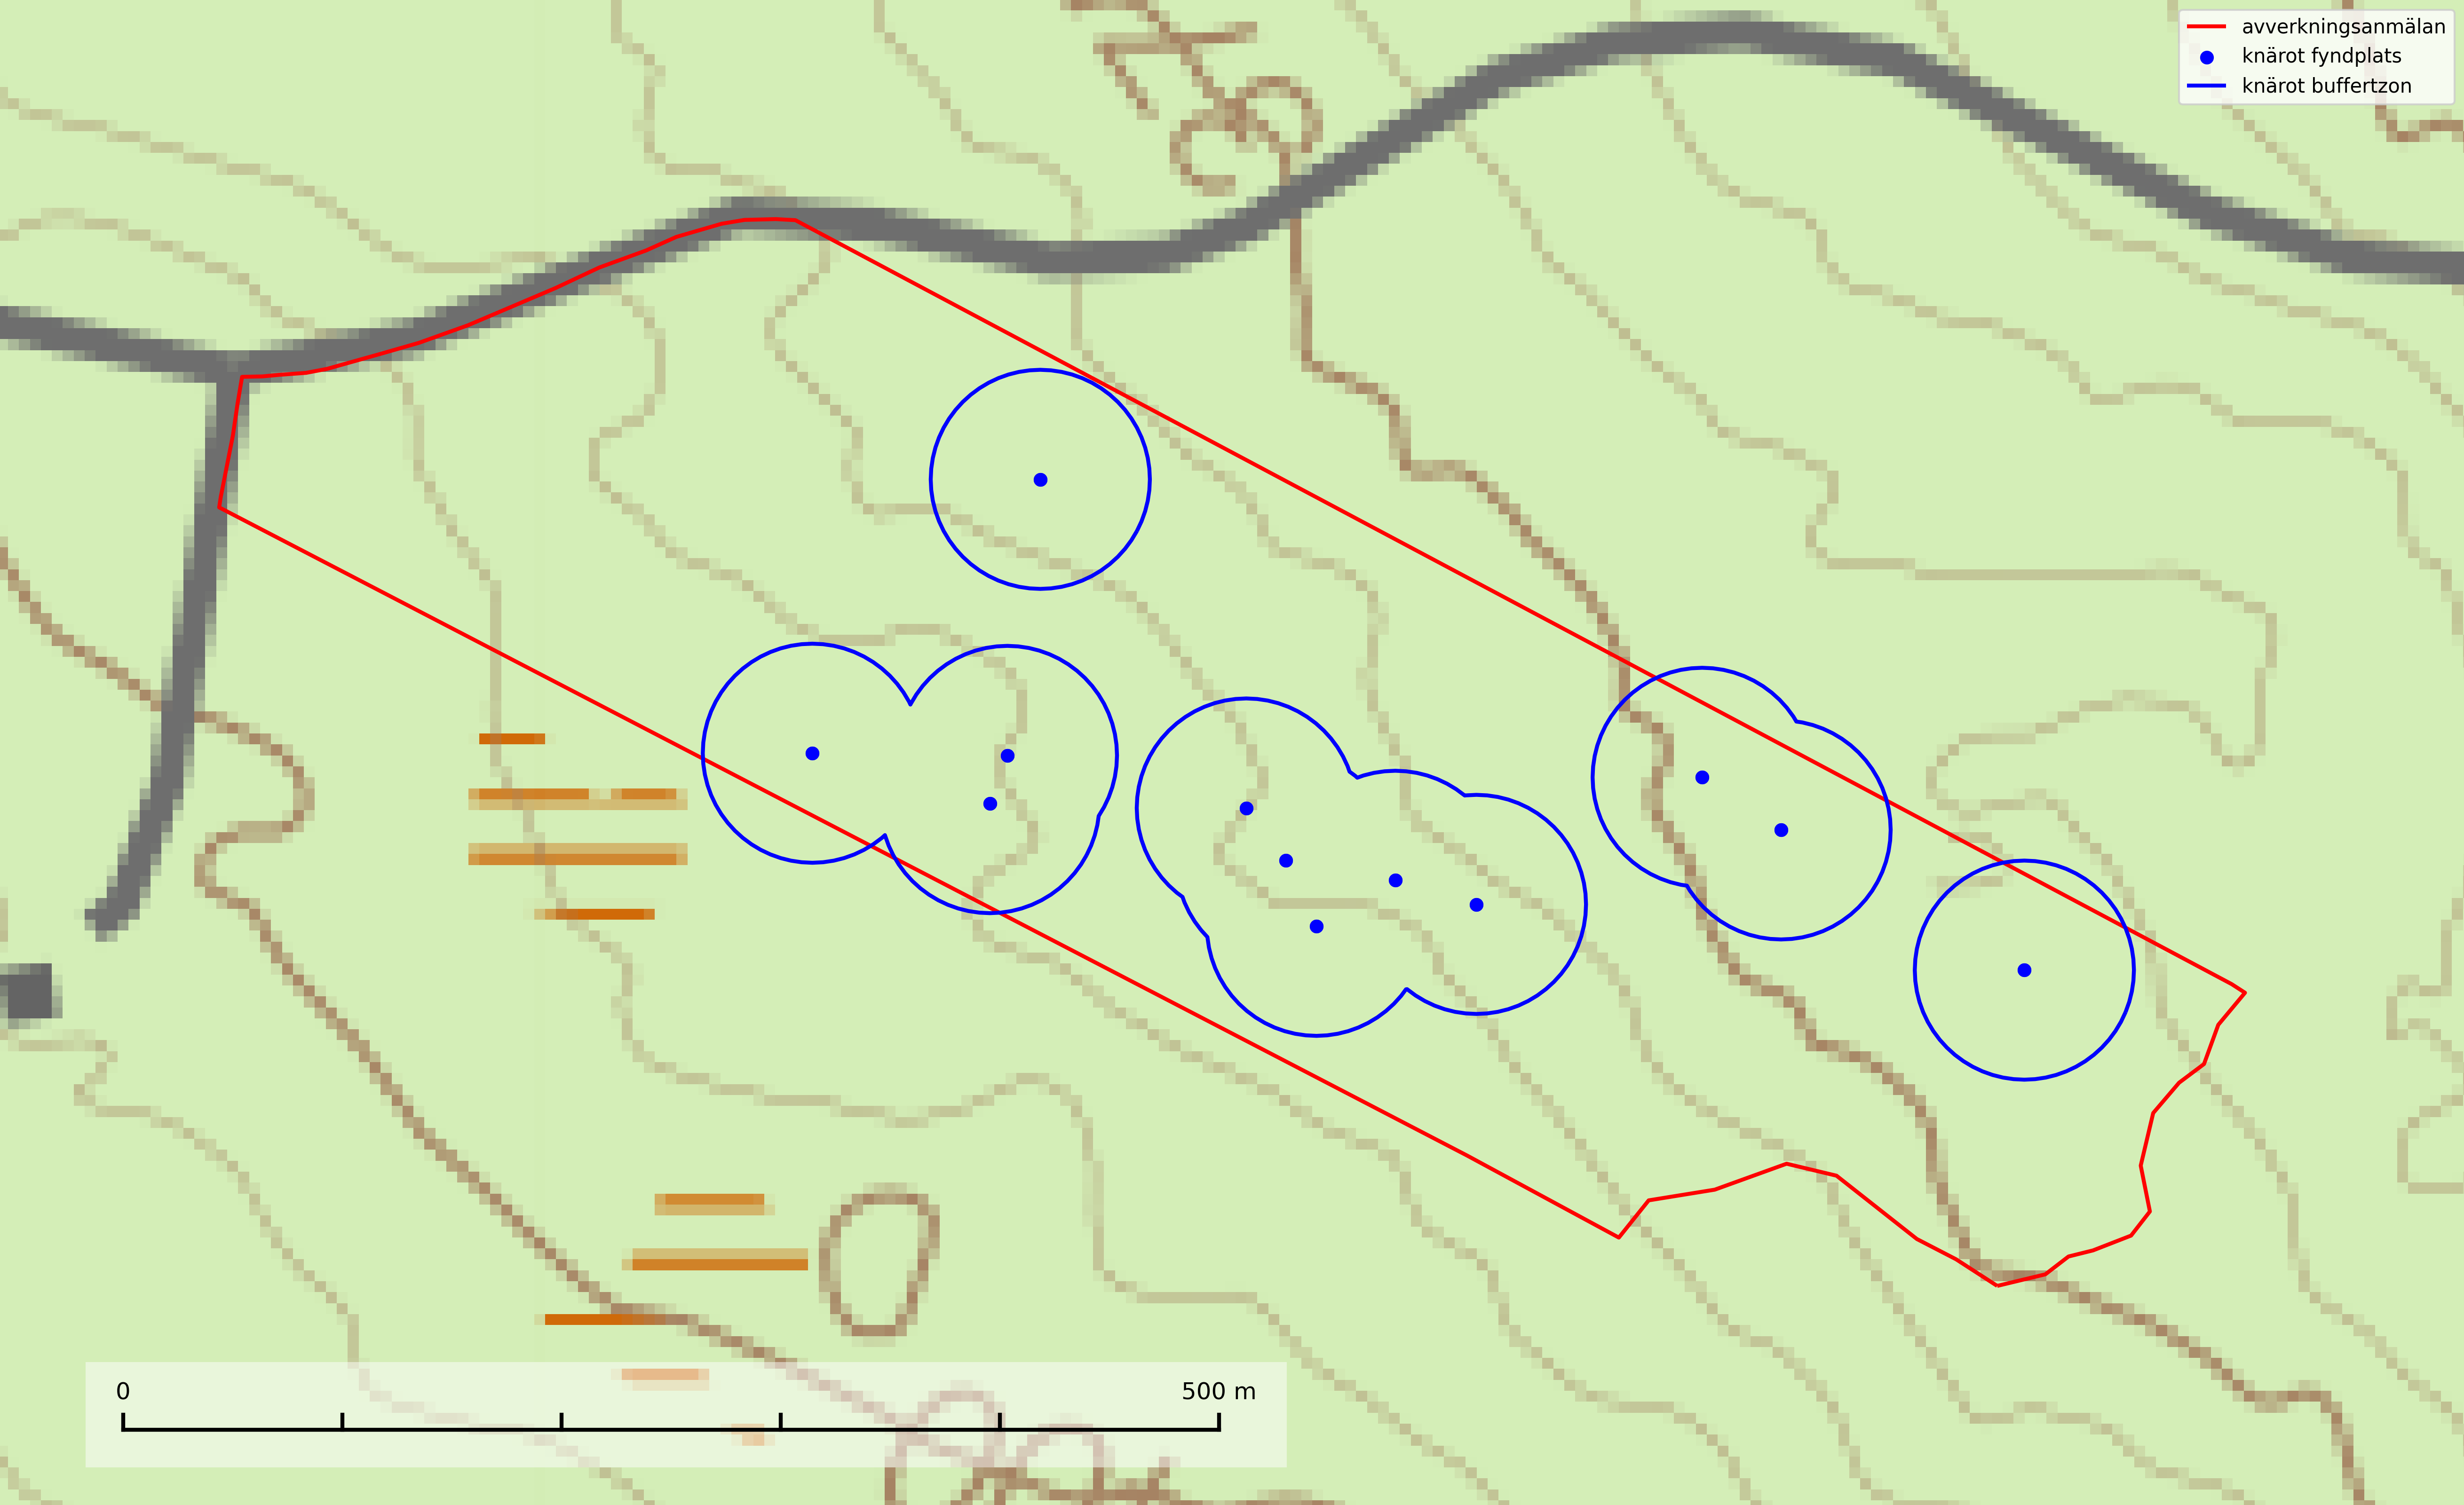 avverkningsanmälan
knärot fyndplats
knärot buffertzon
0 500 m